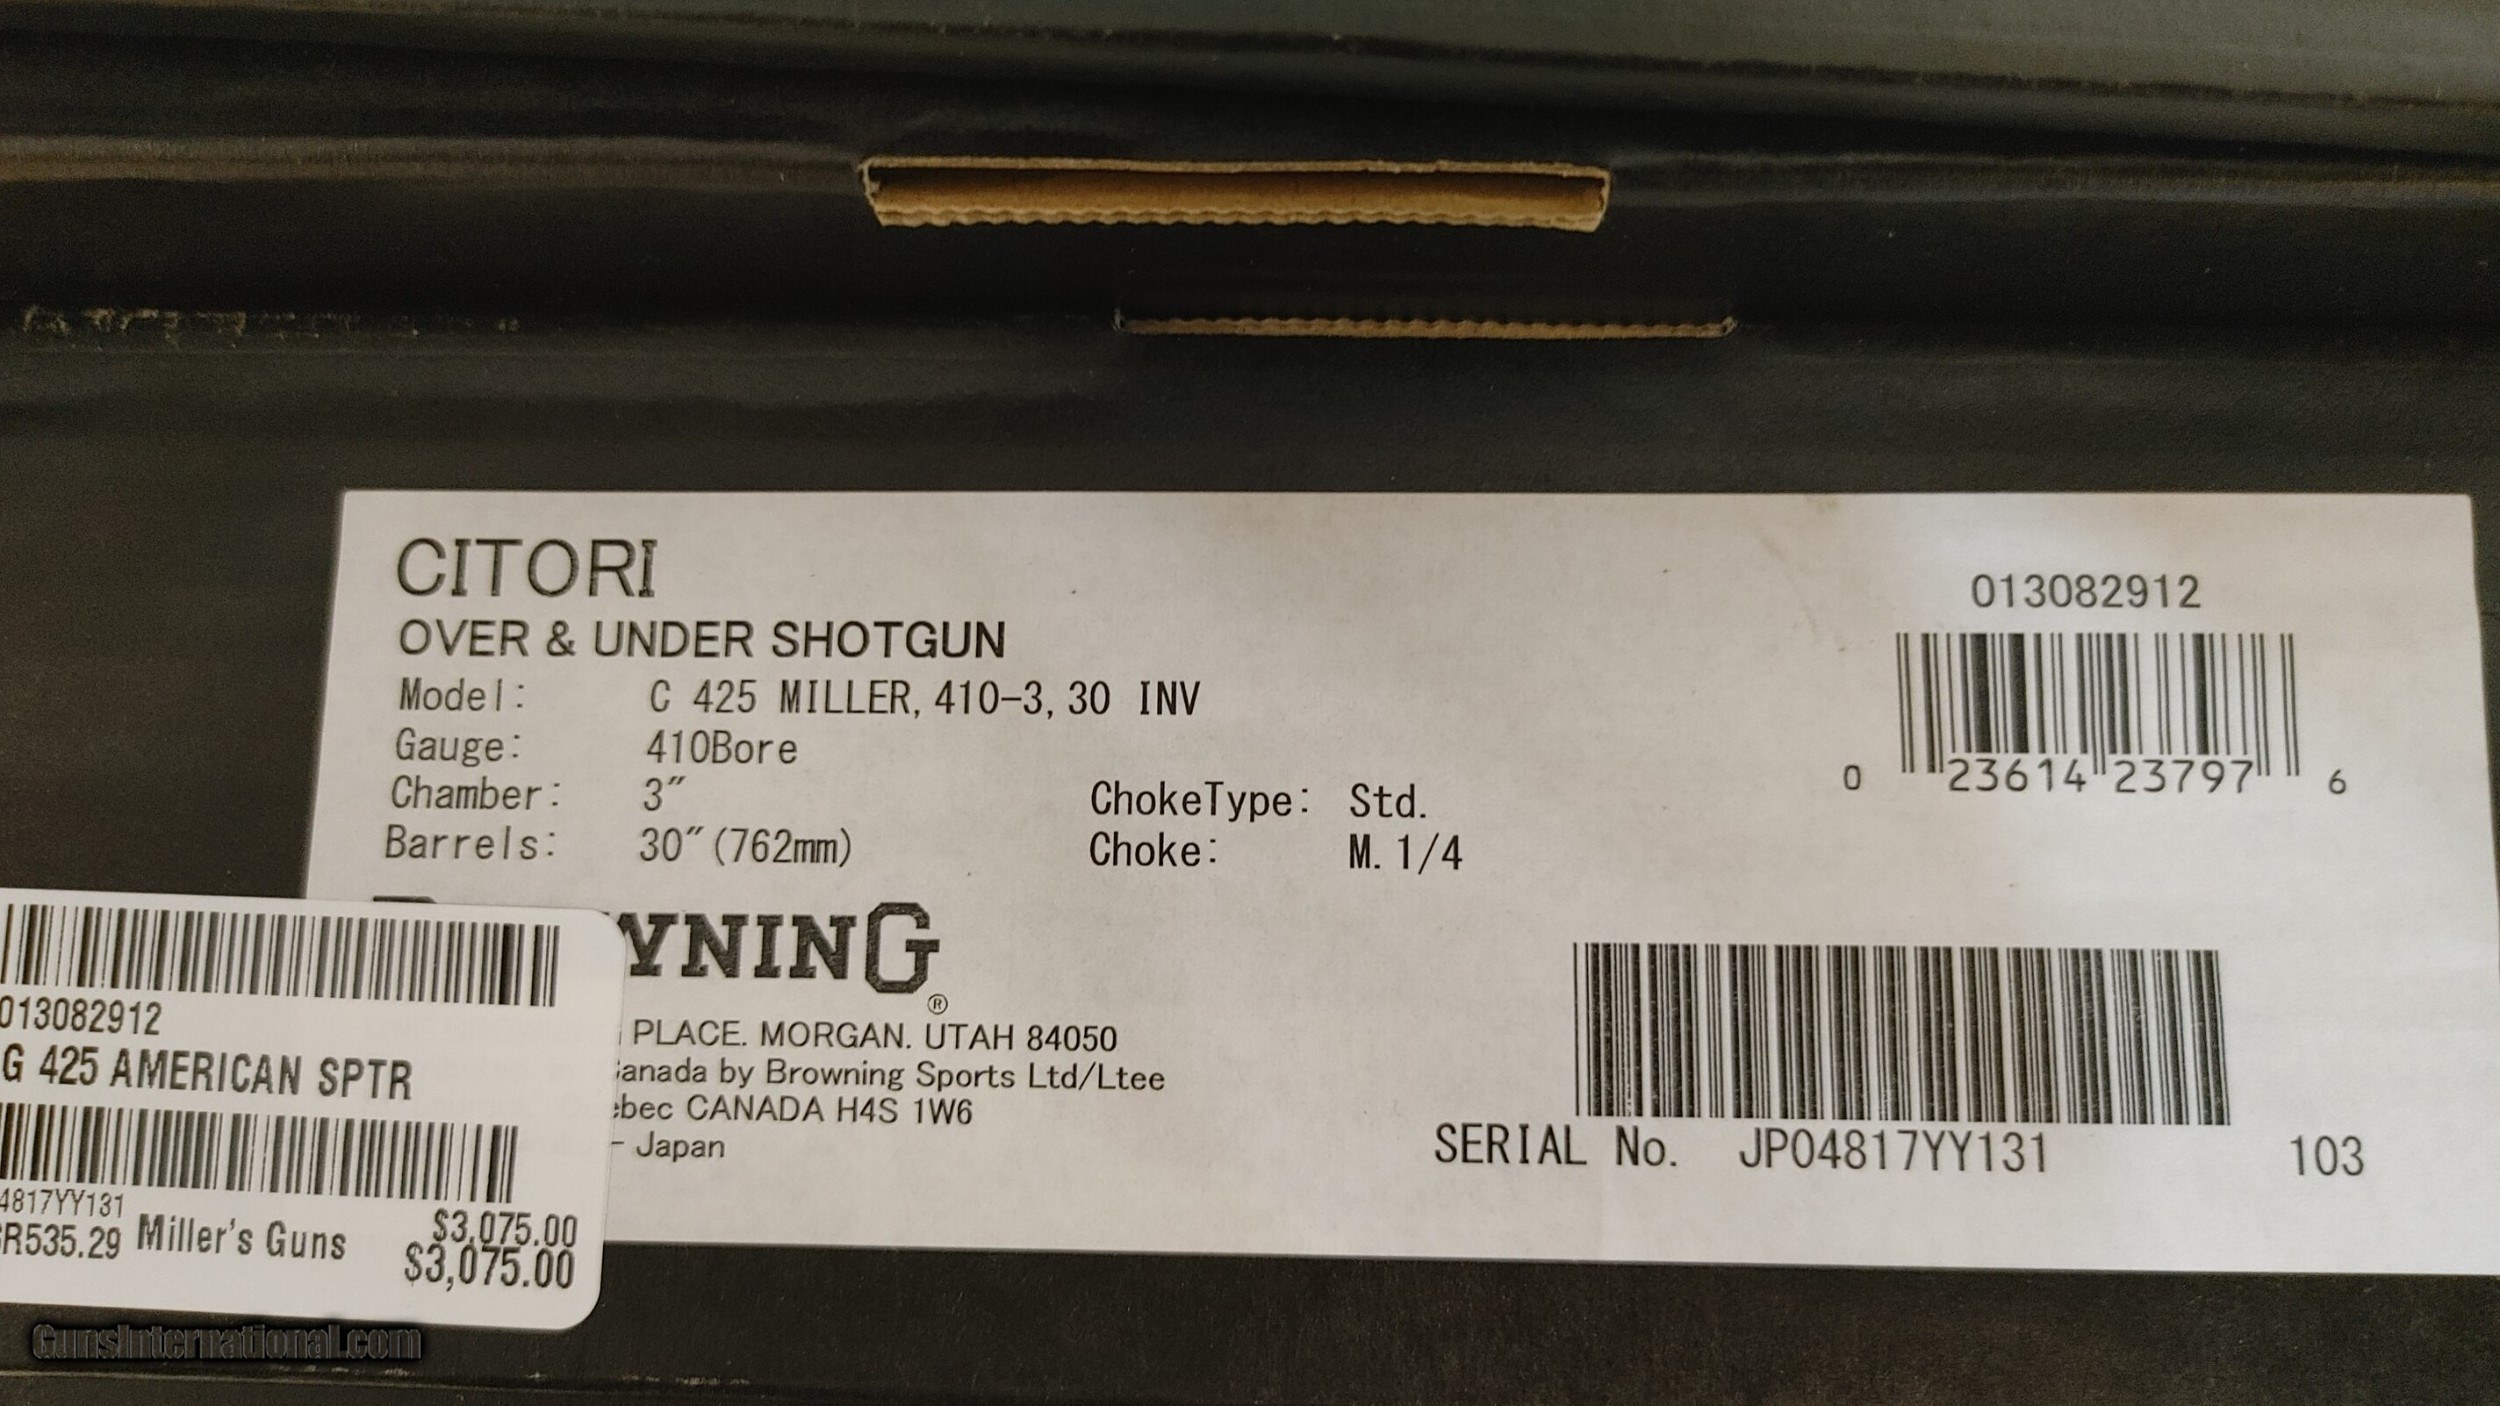 CITORI
OVER & UNDER SHOTGUN
Model: C 425 MILLER, 410-3, 30 INV
Gauge: 410Bore
Chamber: 3"
Barrels: 30"(762mm)
ChokeType: Std.
Choke: M. 1/4
013082912
0 23614 23797 6
WNING®
PLACE. MORGAN. UTAH 84050
anada by Browning Sports Ltd/Ltee
ebec CANADA H4S 1W6
- Japan
SERIAL No. JP04817YY131
103
013082912
G 425 AMERICAN SPTR
4817YY131
R535.29 Miller's Guns
$3,075.00
$3,075.00
GunsInternational.com